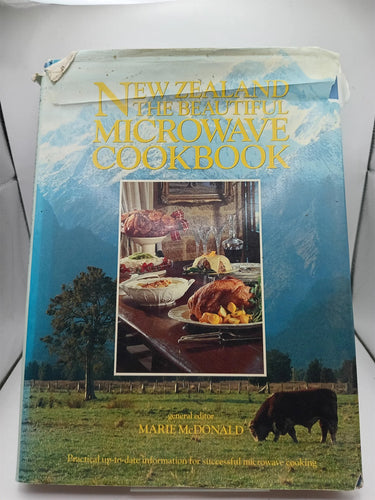 NEW ZEALAND
THE BEAUTIFUL
MICROWAVE
COOKBOOK
general editor
MARIE McDONALD
Practical up-to-date information for successful microwave cooking